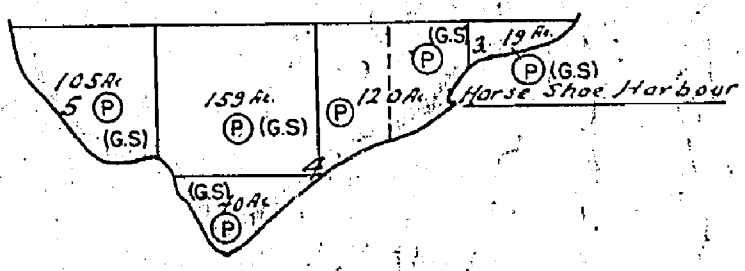 (G.S)
3. 19 Ac.
(P)
(P) (G.S)
105 Ac
5 (P)
(G.S)
159 Ac.
(P) (G.S)
(P) 120 Ac
Horse Shoe Harbour
4
(G.S)
70 Ac
(P)